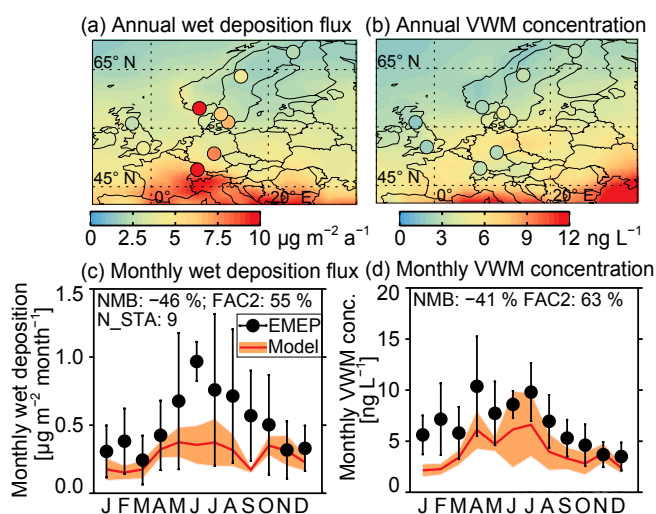 (a) Annual wet deposition flux
65° N
45° N
0°
20° E
0 2.5 5 7.5 10 µg m⁻² a⁻¹
(b) Annual VWM concentration
65° N
45° N
0°
20° E
0 3 6 9 12 ng L⁻¹
(c) Monthly wet deposition flux
NMB: −46 %; FAC2: 55 %
N_STA: 9
EMEP
Model
Monthly wet deposition
[µg m⁻² month⁻¹]
1.5
1.0
0.5
0.0
J F M A M J J A S O N D
(d) Monthly VWM concentration
NMB: −41 % FAC2: 63 %
Monthly VWM conc.
[ng L⁻¹]
20
15
10
5
0
J F M A M J J A S O N D